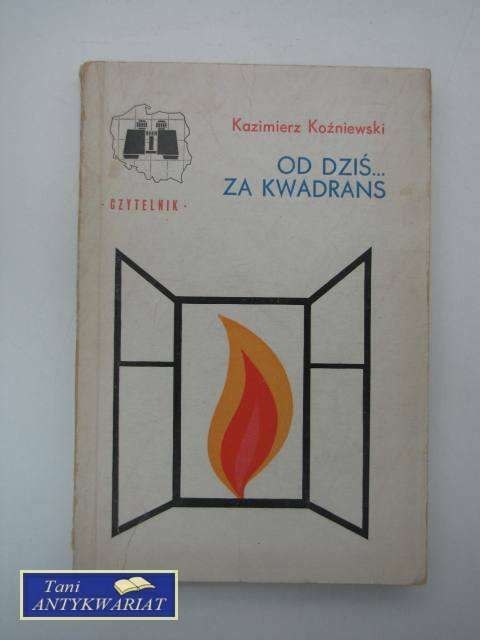 Kazimierz Koźniewski
OD DZIŚ...
ZA KWADRANS
- CZYTELNIK -
Tani
ANTYKWARIAT